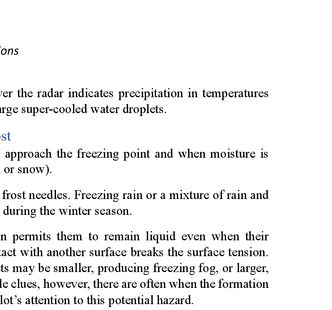 ons
er the radar indicates precipitation in temperatures
rge super-cooled water droplets.
st
approach the freezing point and when moisture is
or snow).
frost needles. Freezing rain or a mixture of rain and
during the winter season.
n permits them to remain liquid even when their
act with another surface breaks the surface tension.
ts may be smaller, producing freezing fog, or larger,
le clues, however, there are often when the formation
lot’s attention to this potential hazard.